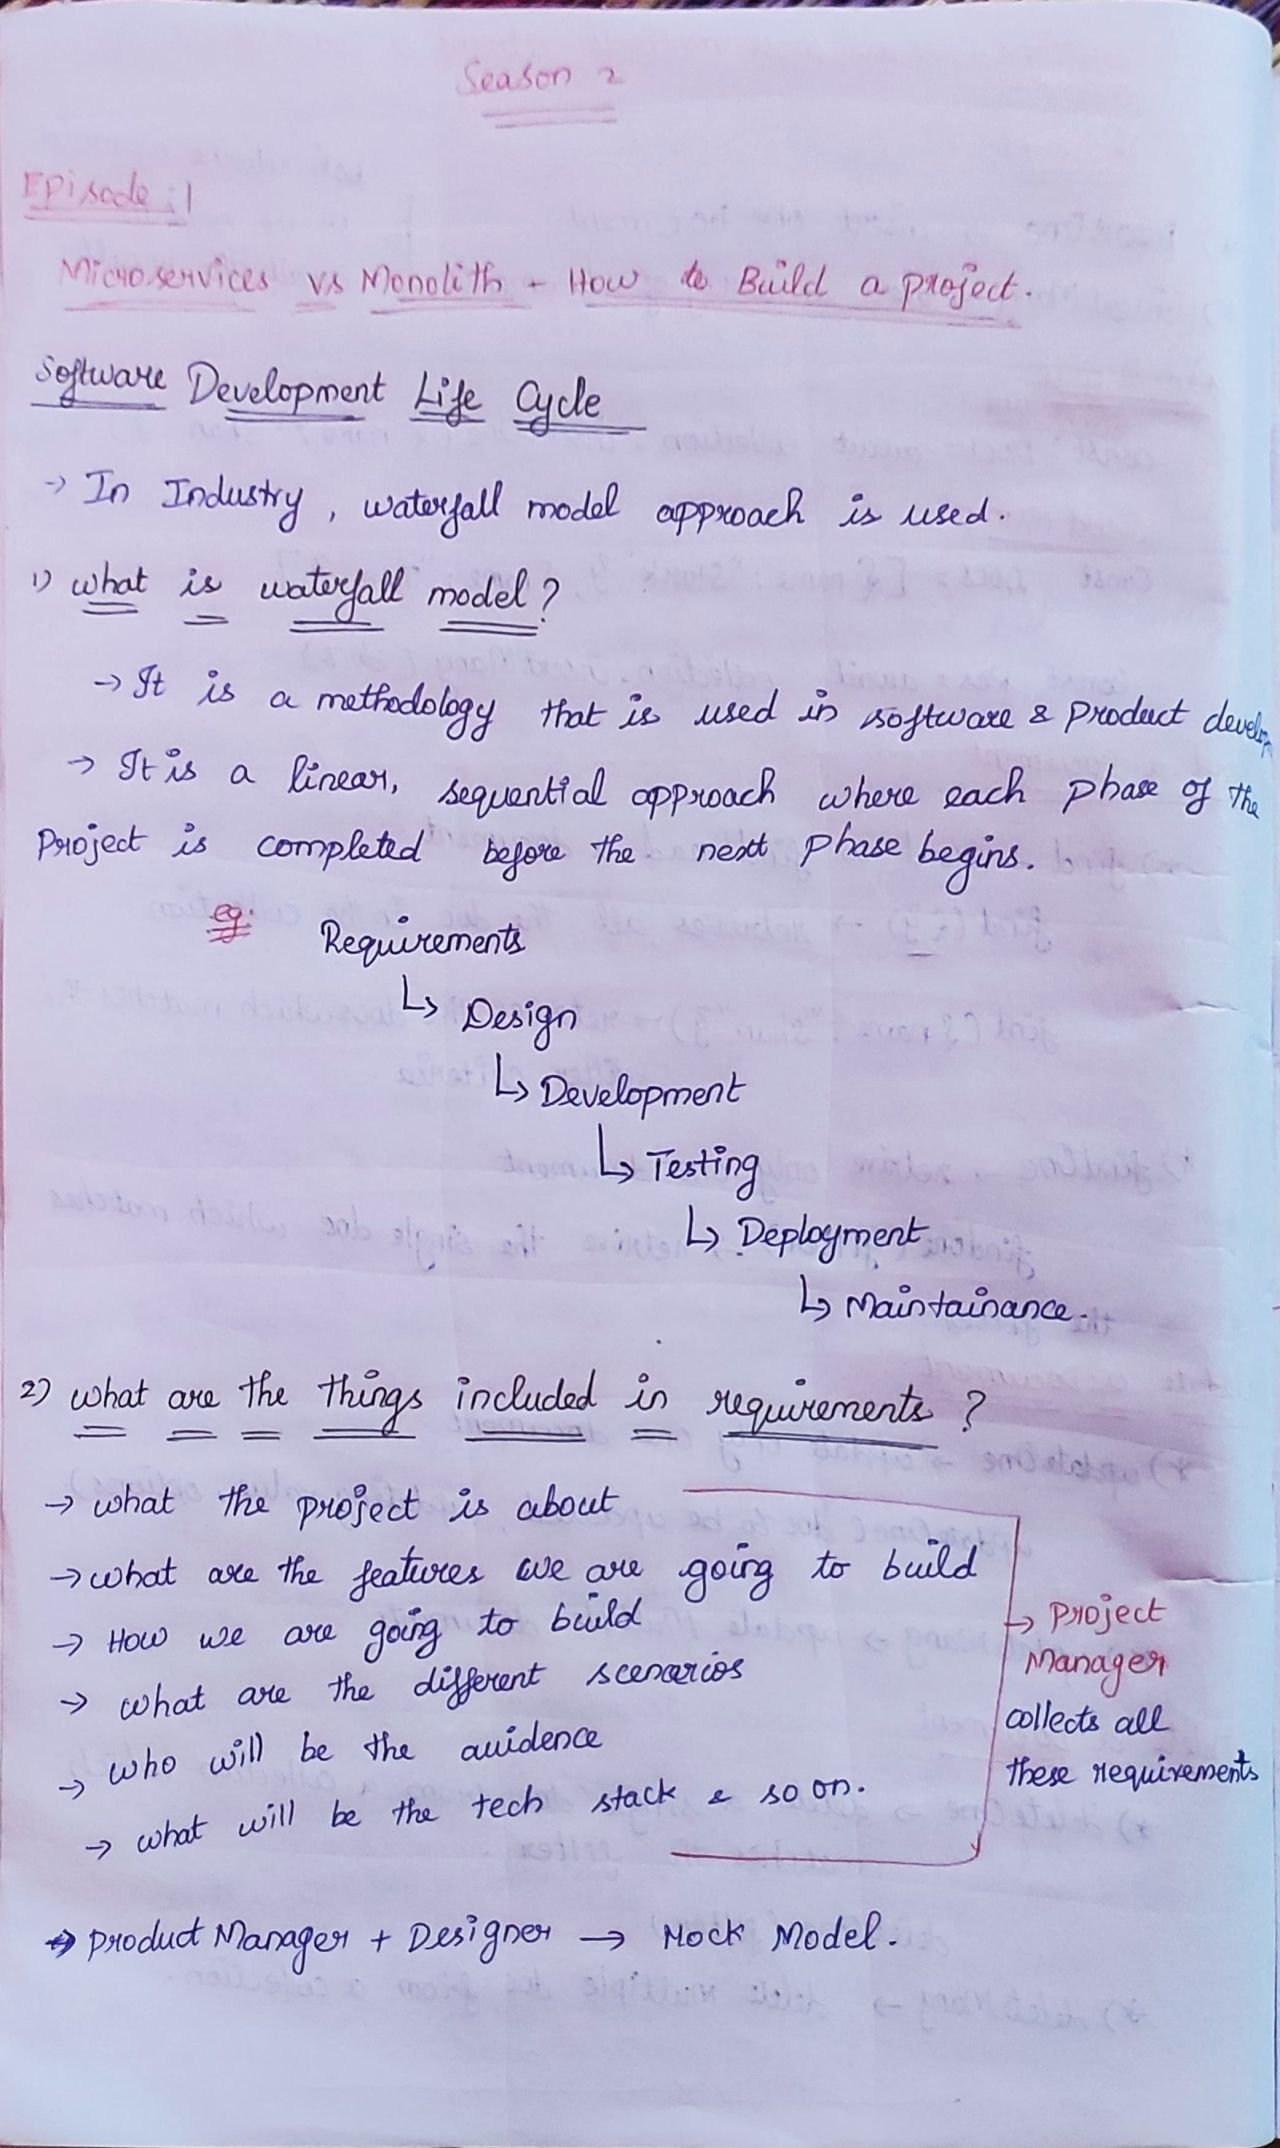 Season 2
Episode : 1
Microservices vs Monolith - How to Build a project.
Software Development Life Cycle
→ In Industry, waterfall model approach is used.
1) what is waterfall model?
→ It is a methodology that is used in software & product develop
→ It is a linear, sequential approach where each phase of the
Project is completed before the next phase begins.
eg: Requirements
↳ Design
↳ Development
↳ Testing
↳ Deployment
↳ Maintainance.
2) what are the things included in requirements ?
→ what the project is about
→ what are the features we are going to build
→ How we are going to build
→ what are the different scenarios
→ who will be the auidence
→ what will be the tech stack & so on.
→ Project
Manager
collects all
these requirements
→ Product Manager + Designer → Mock Model.